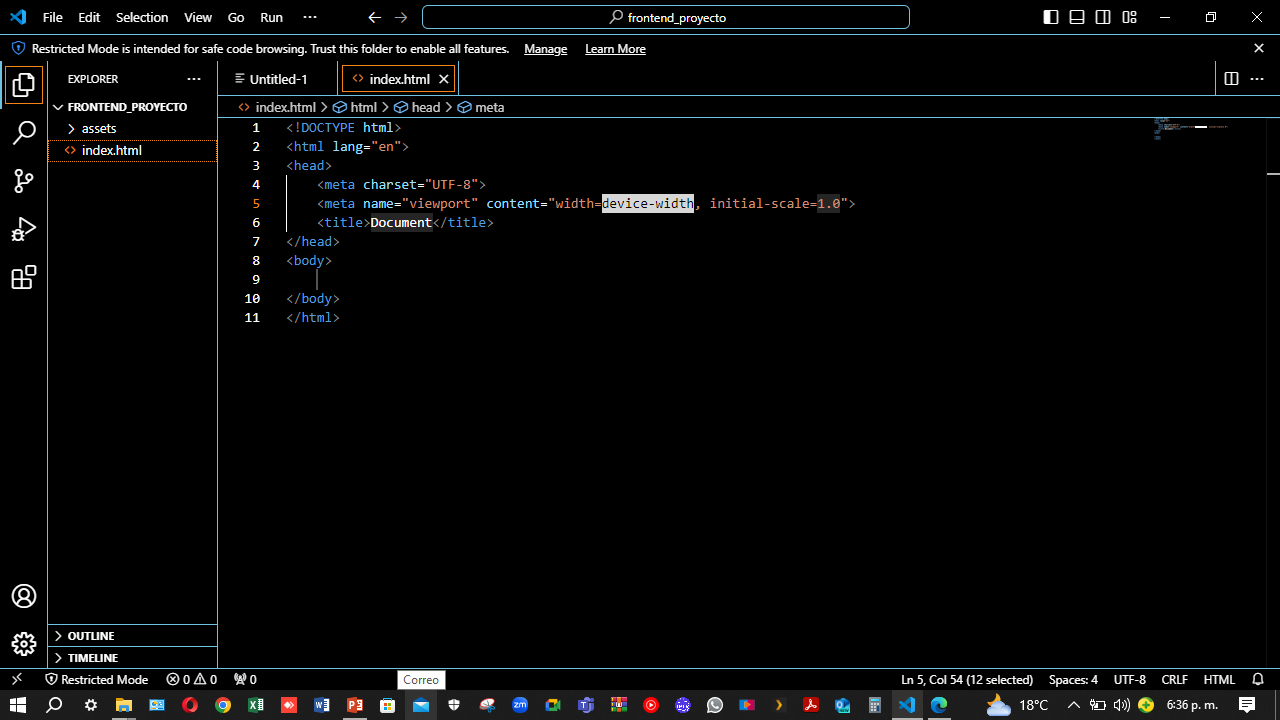 File Edit Selection View Go Run ··· frontend_proyecto
Restricted Mode is intended for safe code browsing. Trust this folder to enable all features. Manage Learn More
EXPLORER ···
Untitled-1
index.html
FRONTEND_PROYECTO
assets
index.html
index.html > html > head > meta
1 <!DOCTYPE html>
2 <html lang="en">
3 <head>
4 <meta charset="UTF-8">
5 <meta name="viewport" content="width=device-width, initial-scale=1.0">
6 <title>Document</title>
7 </head>
8 <body>
9
10 </body>
11 </html>
OUTLINE
TIMELINE
Restricted Mode 0 0 0
Ln 5, Col 54 (12 selected) Spaces: 4 UTF-8 CRLF HTML
Correo
18°C 6:36 p. m.